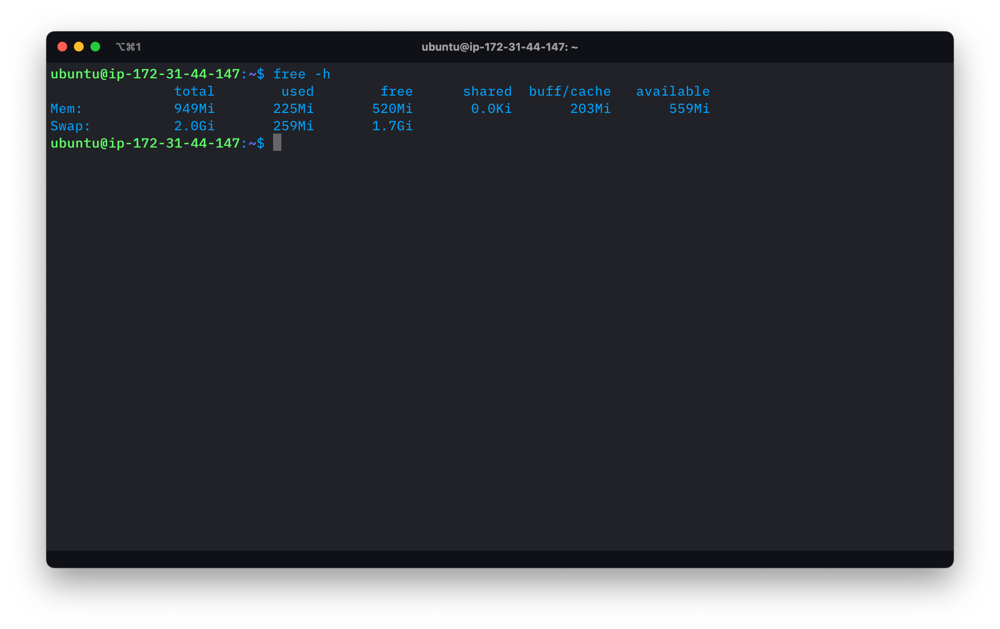 ⌥⌘1
ubuntu@ip-172-31-44-147: ~
ubuntu@ip-172-31-44-147:~$ free -h
              total        used        free      shared  buff/cache   available
Mem:           949Mi       225Mi       520Mi       0.0Ki       203Mi       559Mi
Swap:          2.0Gi       259Mi       1.7Gi
ubuntu@ip-172-31-44-147:~$